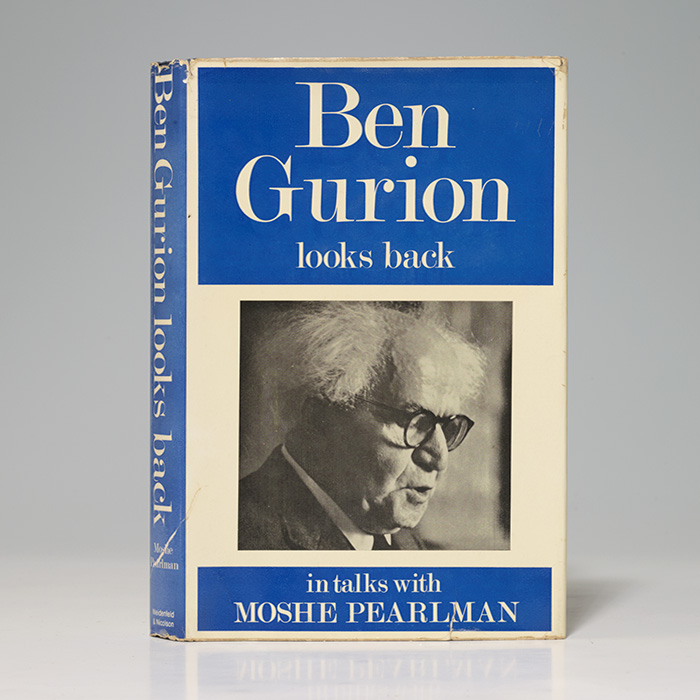 Ben Gurion looks back
Moshe
Pearlman
Weidenfeld
& Nicolson
Ben
Gurion
looks back
in talks with
MOSHE PEARLMAN